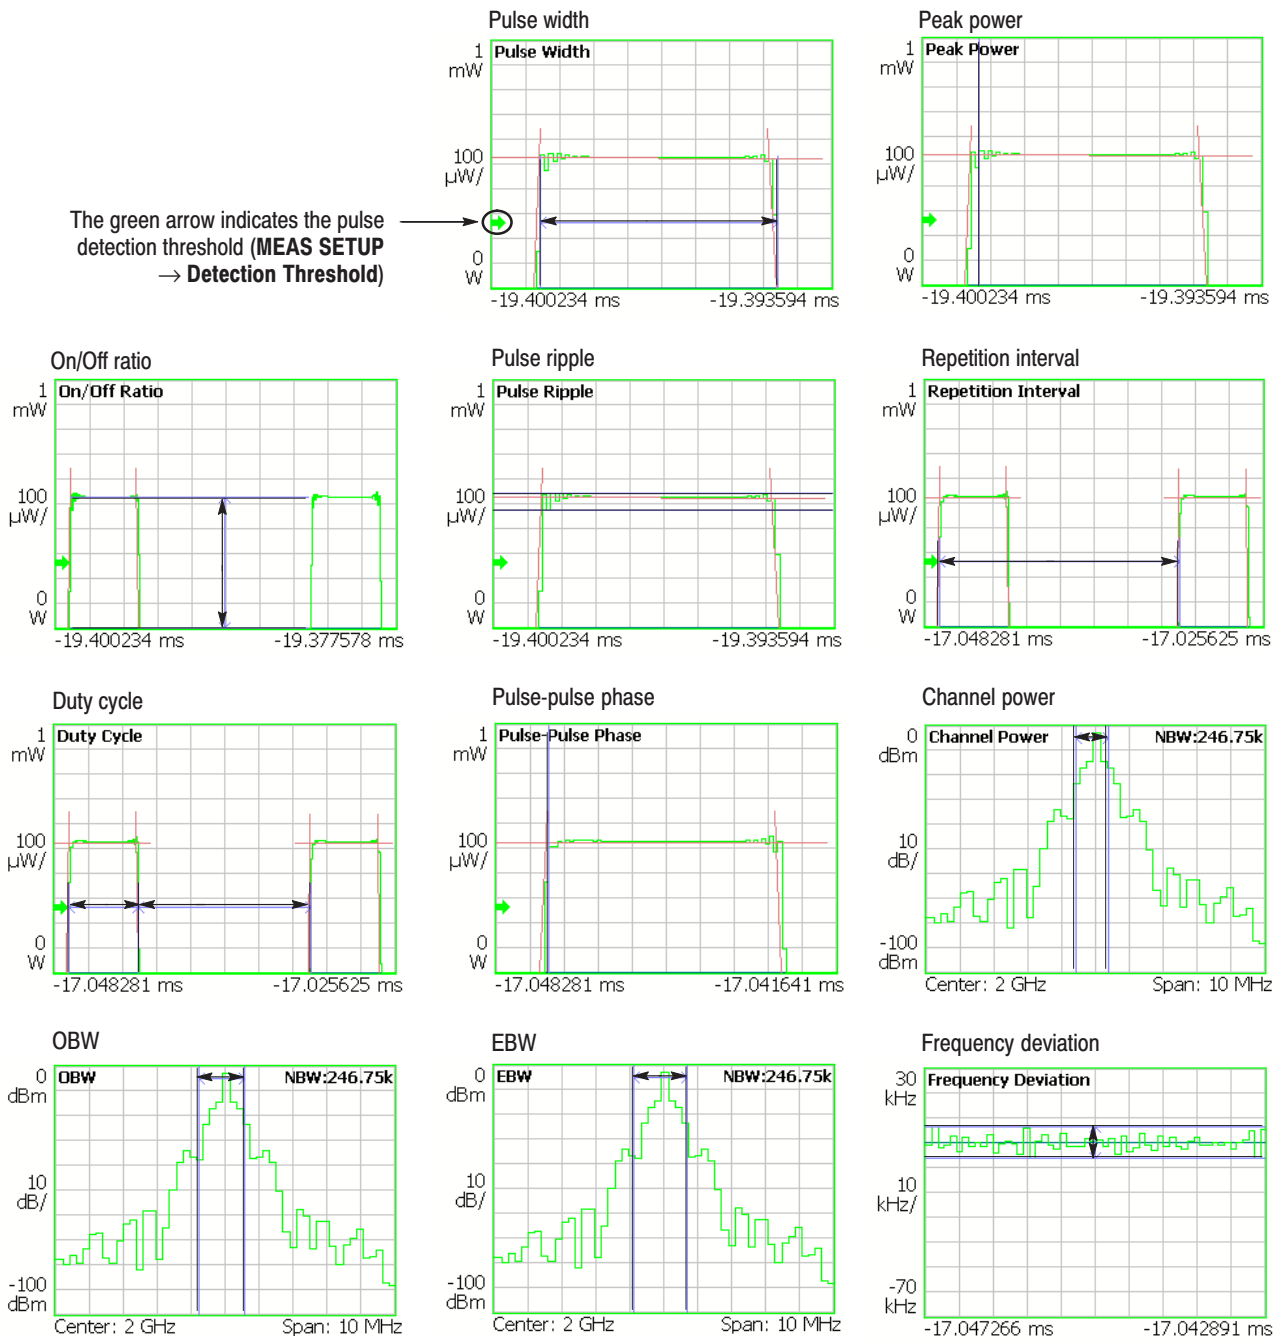 Pulse width
Pulse Width
1
mW
100
µW/
0
W
-19.400234 ms
-19.393594 ms
Peak power
Peak Power
1
mW
100
µW/
0
W
-19.400234 ms
-19.393594 ms
The green arrow indicates the pulse
detection threshold (MEAS SETUP
→ Detection Threshold)
On/Off ratio
On/Off Ratio
1
mW
100
µW/
0
W
-19.400234 ms
-19.377578 ms
Pulse ripple
Pulse Ripple
1
mW
100
µW/
0
W
-19.400234 ms
-19.393594 ms
Repetition interval
Repetition Interval
1
mW
100
µW/
0
W
-17.048281 ms
-17.025625 ms
Duty cycle
Duty Cycle
1
mW
100
µW/
0
W
-17.048281 ms
-17.025625 ms
Pulse-pulse phase
Pulse-Pulse Phase
1
mW
100
µW/
0
W
-17.048281 ms
-17.041641 ms
Channel power
Channel Power
NBW:246.75k
0
dBm
10
dB/
-100
dBm
Center: 2 GHz
Span: 10 MHz
OBW
OBW
NBW:246.75k
0
dBm
10
dB/
-100
dBm
Center: 2 GHz
Span: 10 MHz
EBW
EBW
NBW:246.75k
0
dBm
10
dB/
-100
dBm
Center: 2 GHz
Span: 10 MHz
Frequency deviation
Frequency Deviation
30
kHz
10
kHz/
-70
kHz
-17.047266 ms
-17.042891 ms